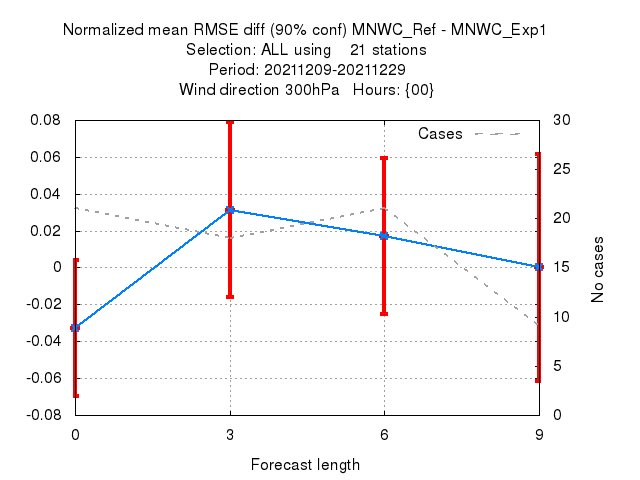 Normalized mean RMSE diff (90% conf) MNWC_Ref - MNWC_Exp1
Selection: ALL using    21 stations
Period: 20211209-20211229
Wind direction 300hPa   Hours: {00}
Cases
0.08
0.06
0.04
0.02
0
-0.02
-0.04
-0.06
-0.08
30
25
20
15
10
5
0
No cases
0
3
6
9
Forecast length